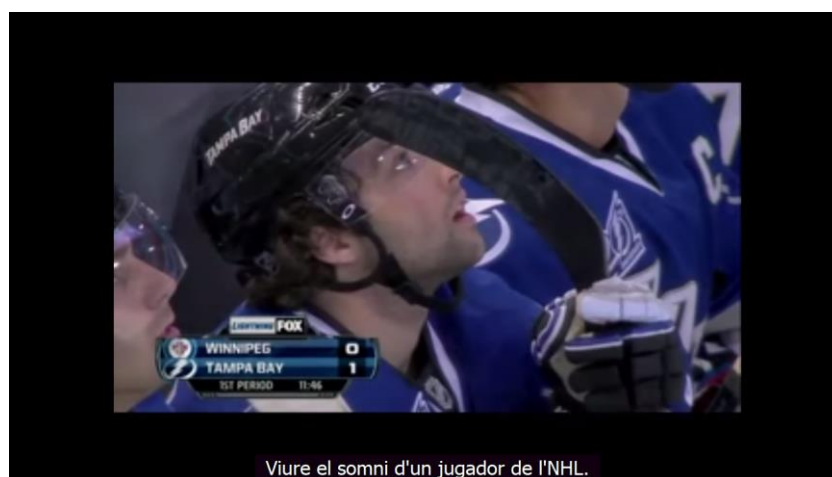 TAMPA BAY
LIGHTNING FOX
WINNIPEG 0
TAMPA BAY 1
1ST PERIOD 11:46
Viure el somni d'un jugador de l'NHL.